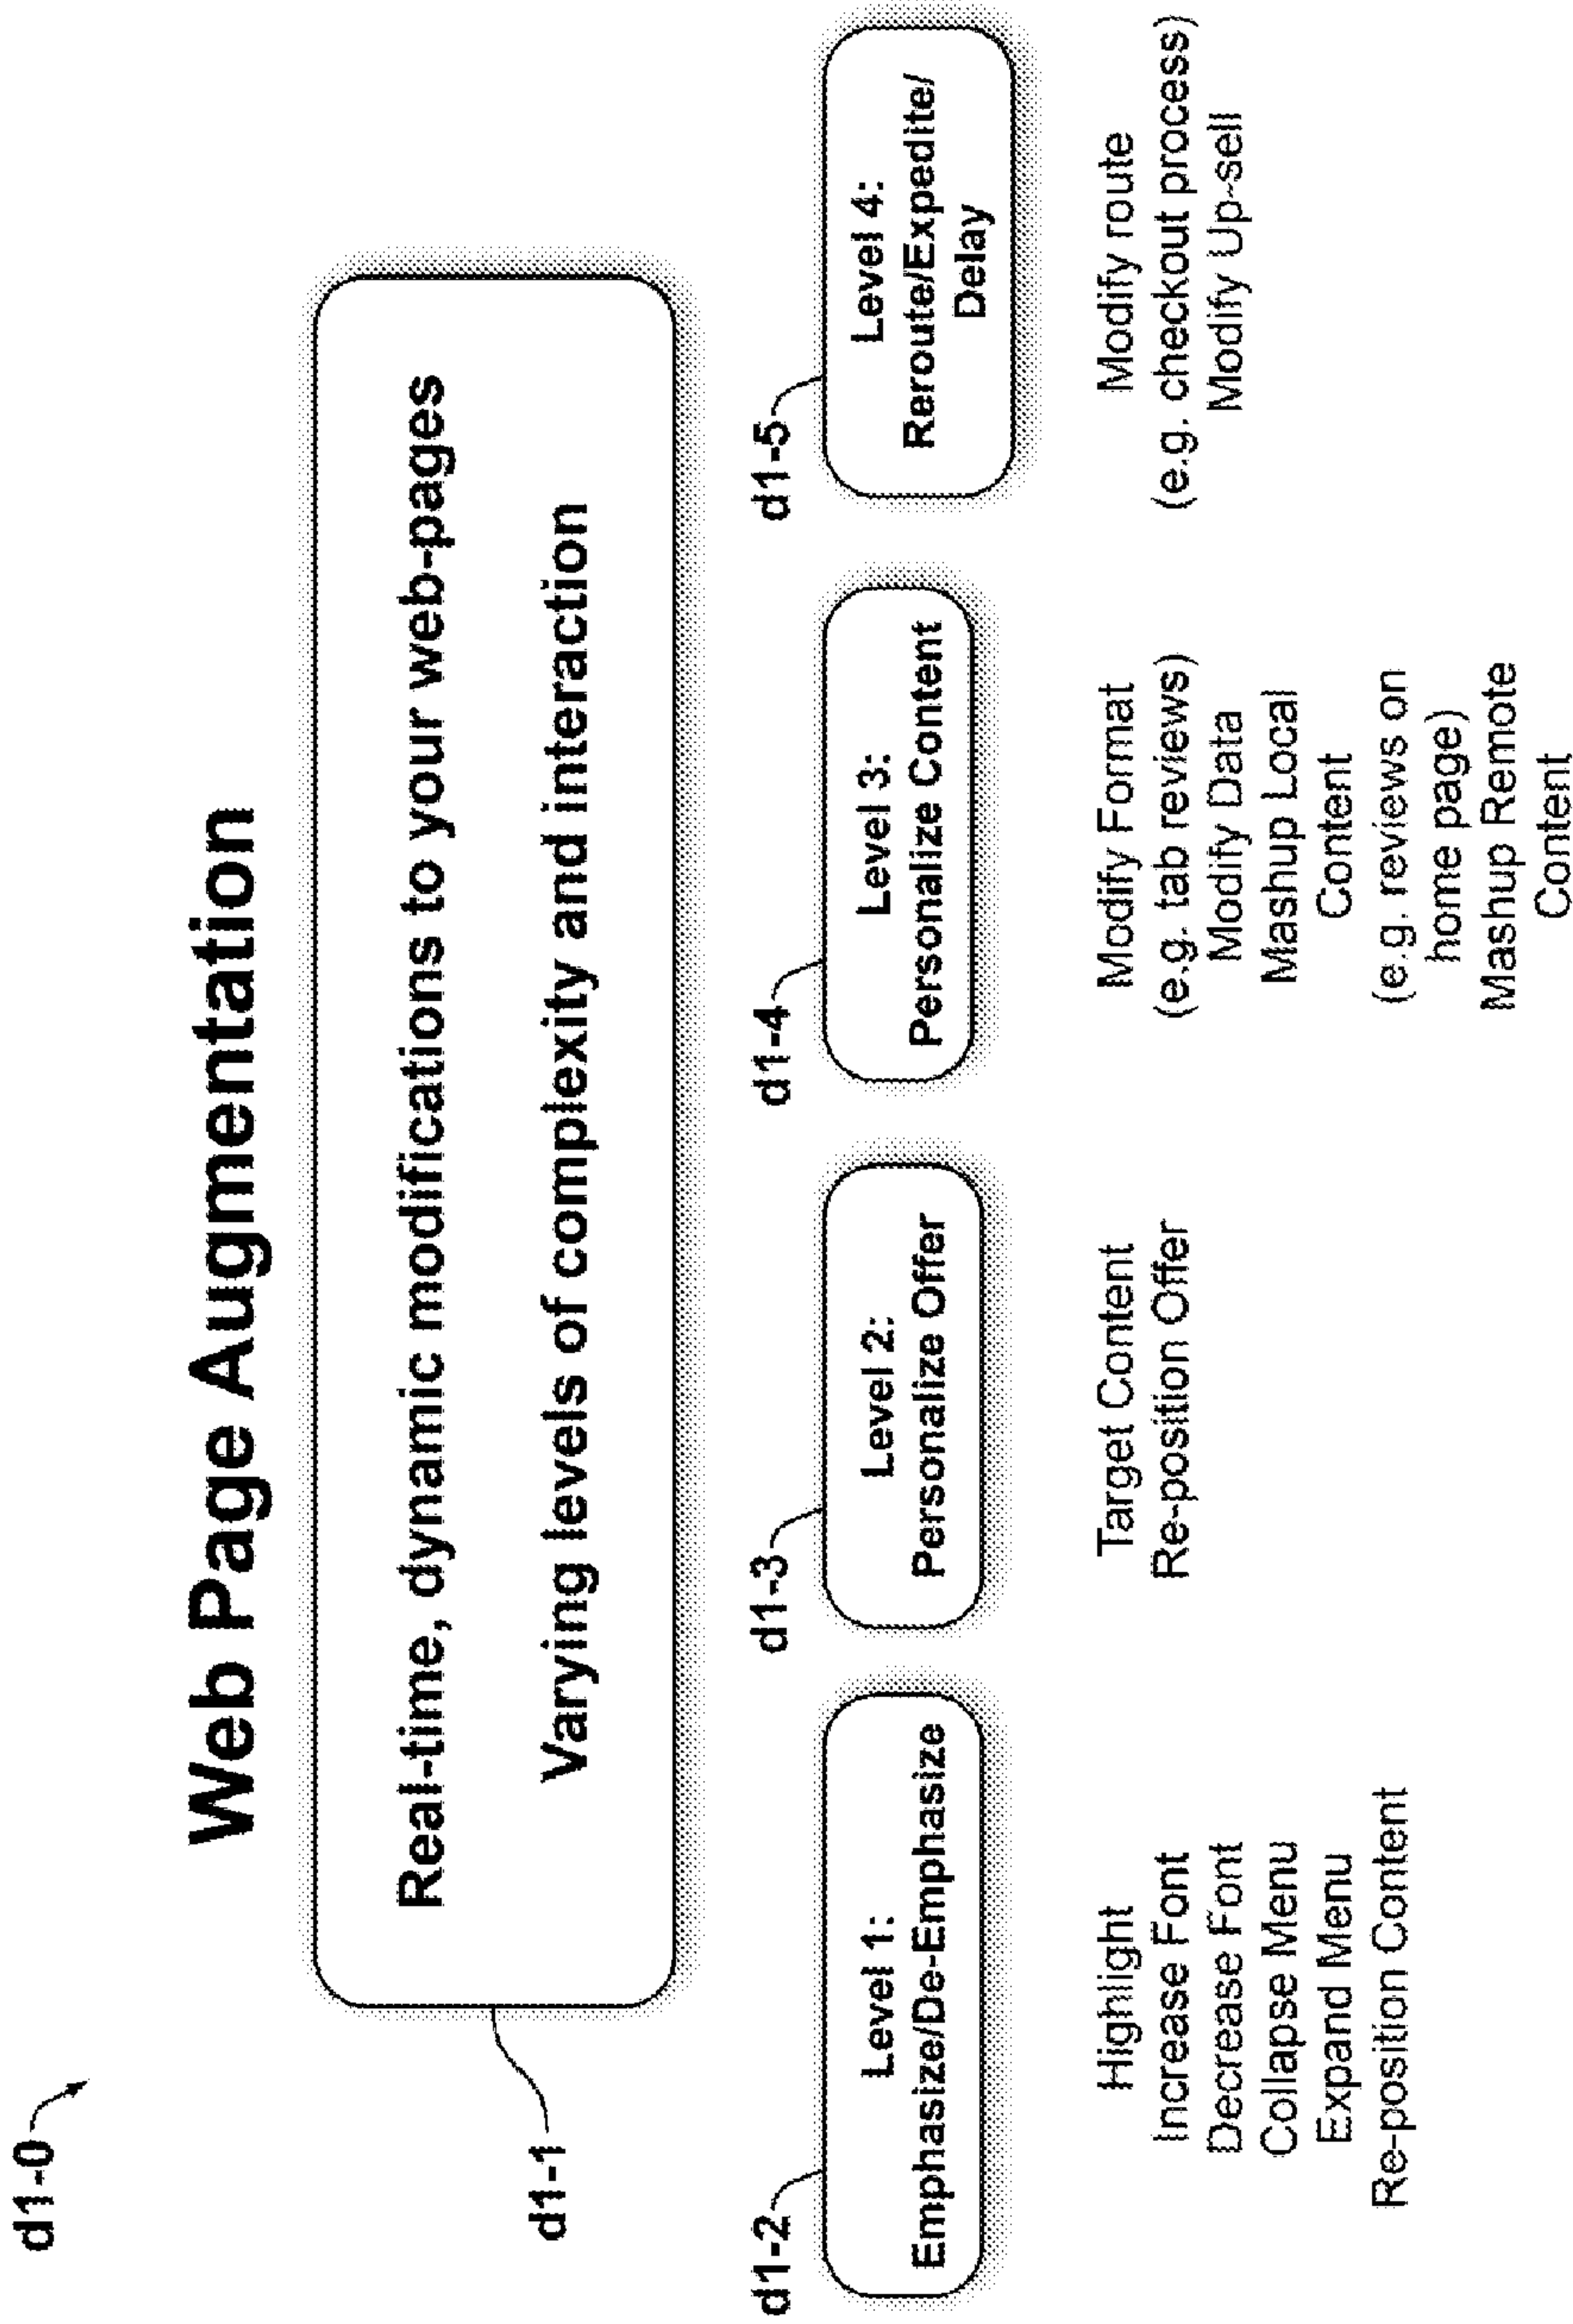 d1-0
Web Page Augmentation
Real-time, dynamic modifications to your web-pages
Varying levels of complexity and interaction
d1-1
d1-2
Level 1:
Emphasize/De-Emphasize
Highlight
Increase Font
Decrease Font
Collapse Menu
Expand Menu
Re-position Content
d1-3
Level 2:
Personalize Offer
Target Content
Re-position Offer
d1-4
Level 3:
Personalize Content
Modify Format
(e.g. tab reviews)
Modify Data
Mashup Local
Content
(e.g. reviews on
home page)
Mashup Remote
Content
d1-5
Level 4:
Reroute/Expedite/
Delay
Modify route
(e.g. checkout process)
Modify Up-sell